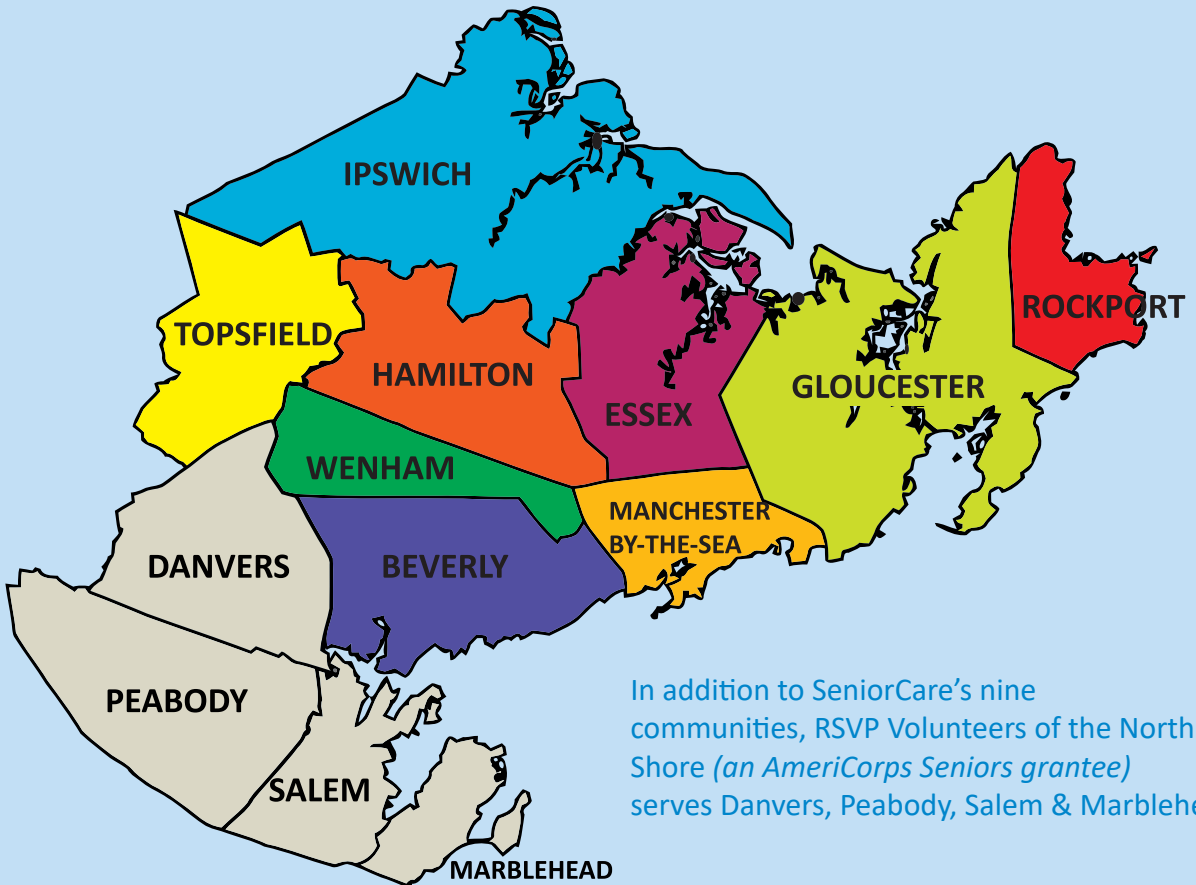 IPSWICH
ROCKPORT
TOPSFIELD
HAMILTON
GLOUCESTER
ESSEX
WENHAM
MANCHESTER
BY-THE-SEA
DANVERS
BEVERLY
PEABODY
SALEM
MARBLEHEAD
In addition to SeniorCare’s nine
communities, RSVP Volunteers of the North
Shore (an AmeriCorps Seniors grantee)
serves Danvers, Peabody, Salem & Marblehe